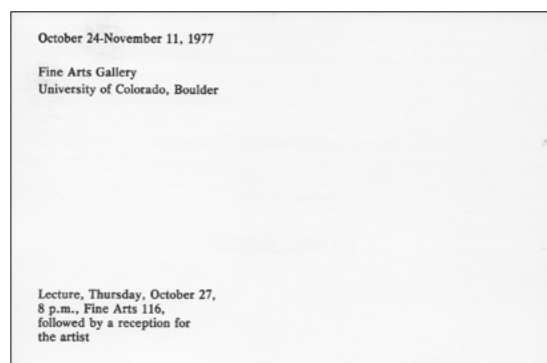 October 24-November 11, 1977
Fine Arts Gallery
University of Colorado, Boulder
Lecture, Thursday, October 27,
8 p.m., Fine Arts 116,
followed by a reception for
the artist